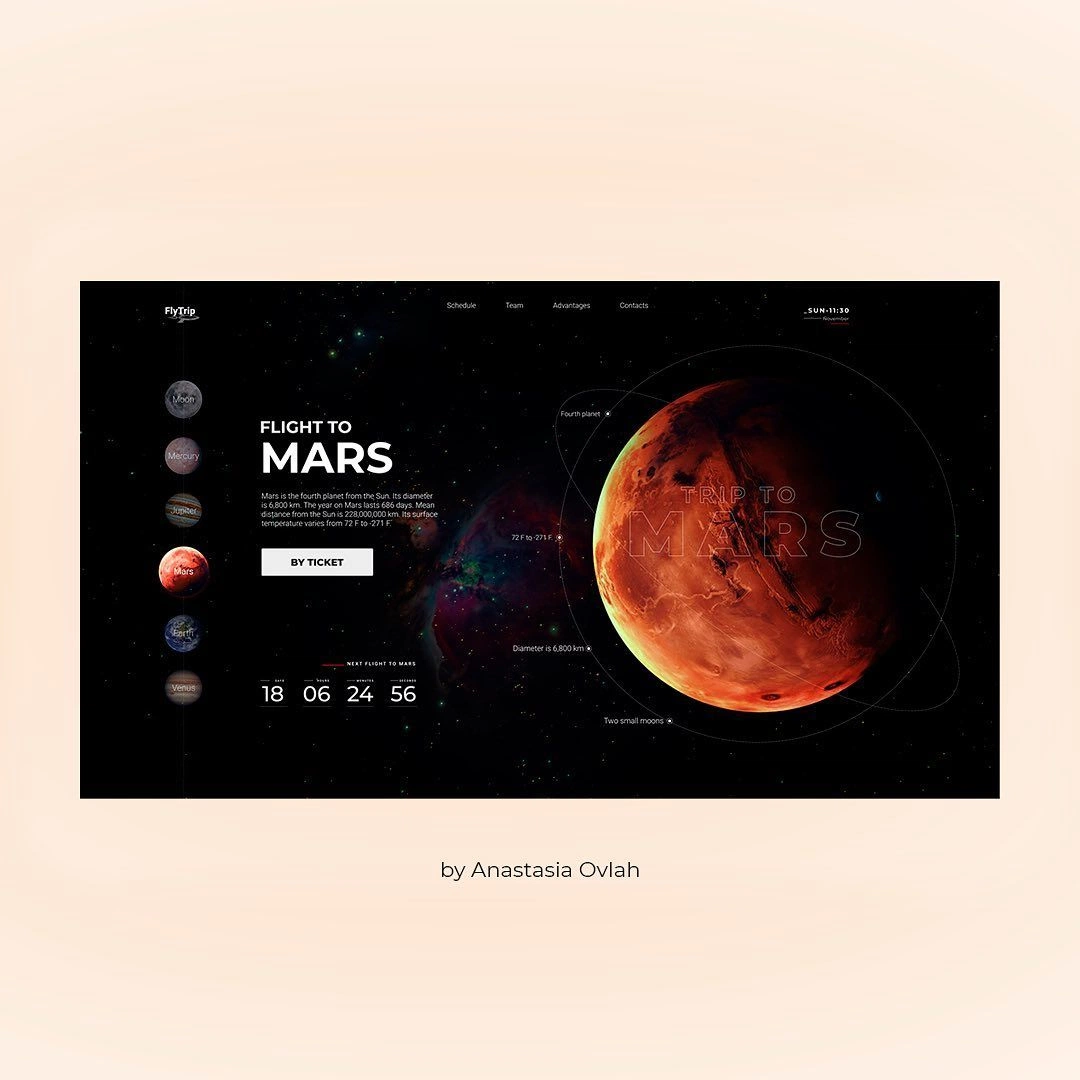 FlyTrip
Schedule
Team
Advantages
Contacts
_SUN-11:30
November
Moon
Mercury
Jupiter
Mars
Earth
Venus
FLIGHT TO
MARS
Mars is the fourth planet from the Sun. Its diameter
is 6,800 km. The year on Mars lasts 686 days. Mean
distance from the Sun is 228,000,000 km. Its surface
temperature varies from 72 F to -271 F.
BY TICKET
NEXT FLIGHT TO MARS
DAYS
HOURS
MINUTES
SECONDS
18
06
24
56
Fourth planet
72 F to -271 F.
Diameter is 6,800 km
Two small moons
TRIP TO
MARS
by Anastasia Ovlah